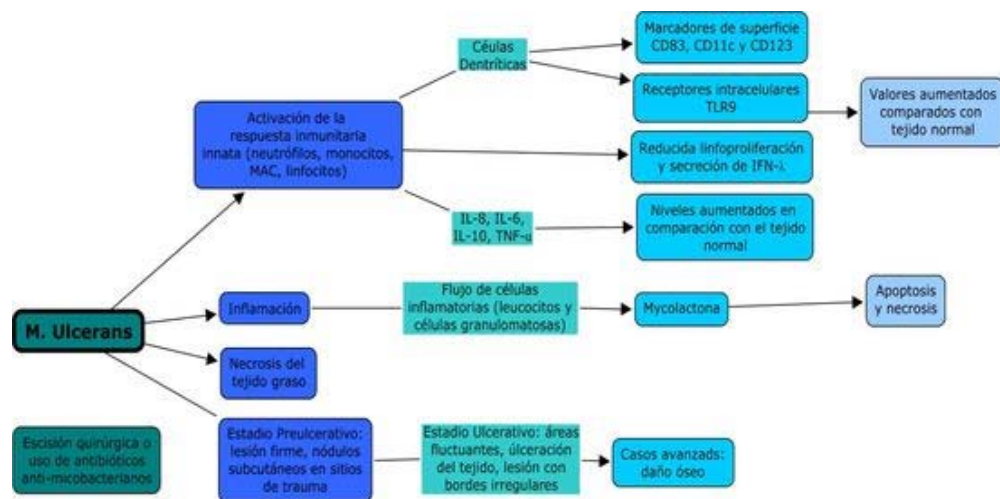 Células
Dentríticas
Marcadores de superficie
CD83, CD11c y CD123
Receptores intracelulares
TLR9
Valores aumentados
comparados con
tejido normal
Activación de la
respuesta inmunitaria
innata (neutrófilos, monocitos,
MAC, linfocitos)
Reducida linfoproliferación
y secreción de IFN-λ
IL-8, IL-6,
IL-10, TNF-α
Niveles aumentados en
comparación con el tejido
normal
M. Ulcerans
Inflamación
Flujo de células
inflamatorias (leucocitos y
células granulomatosas)
Mycolactona
Apoptosis
y necrosis
Necrosis del
tejido graso
Escisión quirúrgica o
uso de antibióticos
anti-micobacterianos
Estadio Preulcerativo:
lesión firme, nódulos
subcutáneos en sitios
de trauma
Estadio Ulcerativo: áreas
fluctuantes, úlceración
del tejido, lesión con
bordes irregulares
Casos avanzads:
daño óseo